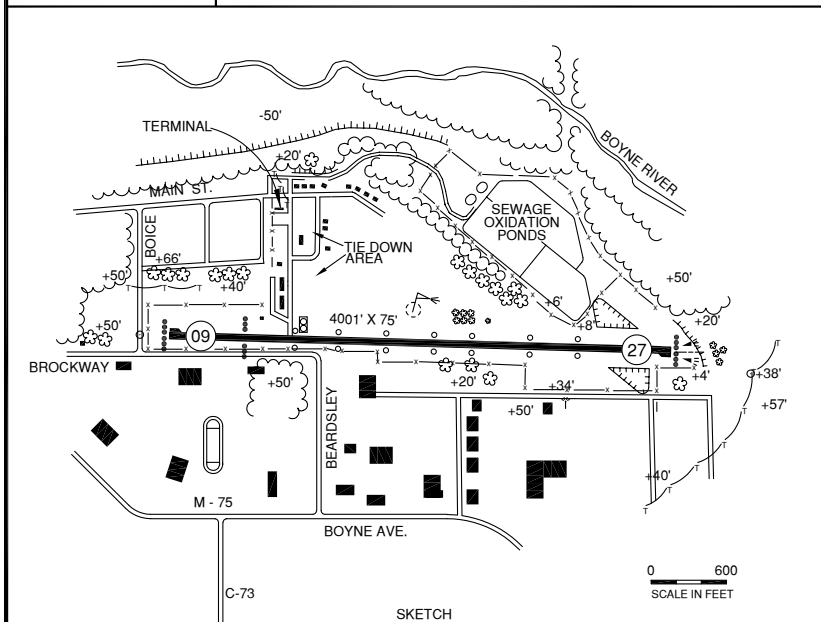 -50'
TERMINAL
+20'
BOYNE RIVER
MAIN ST.
BOICE
SEWAGE
OXIDATION
PONDS
TIE DOWN
AREA
+66'
+50'
+40'
+50'
+6'
+20'
+8'
4001' X 75'
+50'
09
27
BROCKWAY
+50'
+20'
+34'
+4'
+38'
+57'
+50'
BEARDSLEY
+40'
M - 75
BOYNE AVE.
0 600
SCALE IN FEET
C-73
SKETCH
T
T
T
T
T
T
T
T